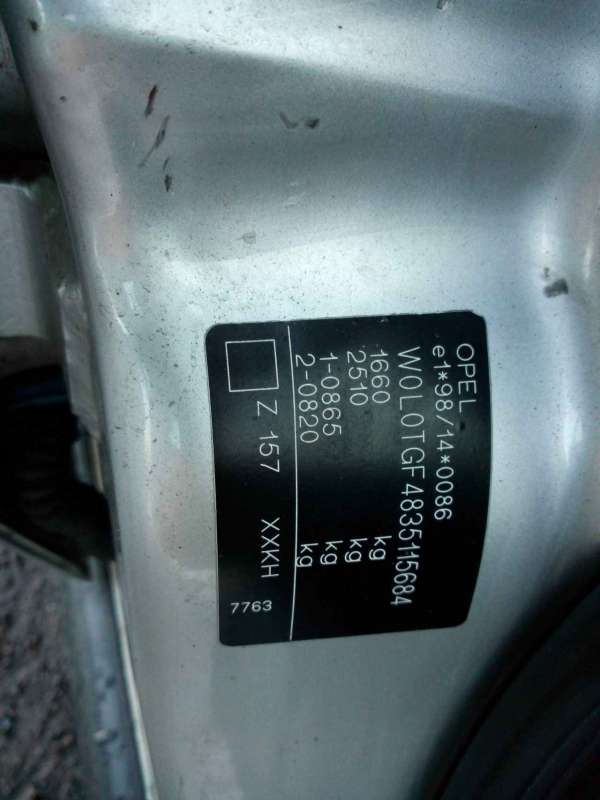 OPEL
e1*98/14*0086
W0L0TGF4835115684
1660 kg
2510 kg
1-0865 kg
2-0820 kg
Z 157 XXKH
7763